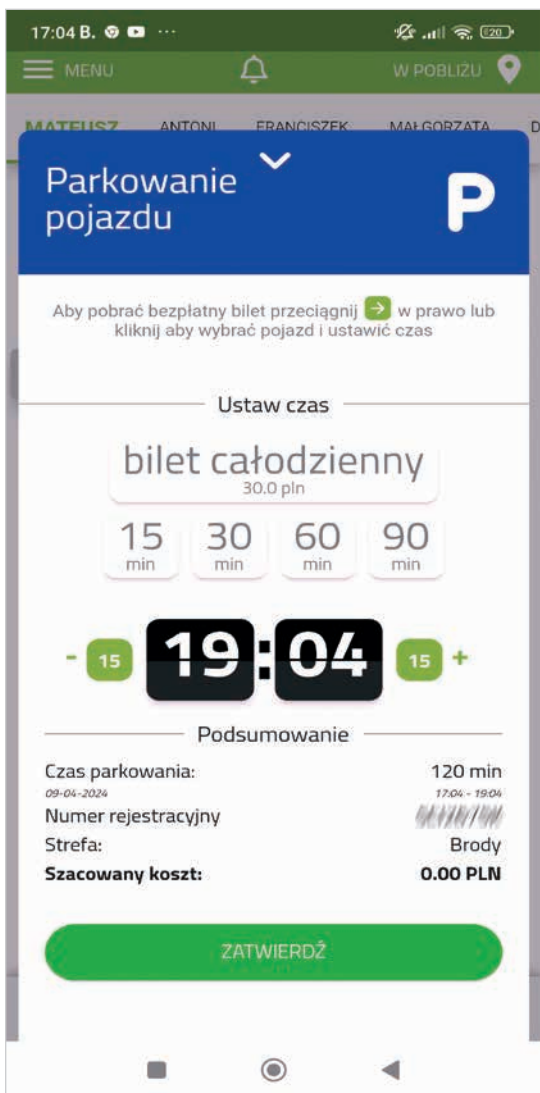 17:04 B. ...
20
MENU
W POBLIŻU
MATEUSZ ANTONI FRANCISZEK MAŁGORZATA D
Parkowanie
pojazdu
P
Aby pobrać bezpłatny bilet przeciągnij → w prawo lub
kliknij aby wybrać pojazd i ustawić czas
Ustaw czas
bilet całodzienny
30.0 pln
15 30 60 90
min min min min
- 15 19:04 15 +
Podsumowanie
Czas parkowania: 120 min
09-04-2024 17:04 - 19:04
Numer rejestracyjny
Strefa: Brody
Szacowany koszt: 0.00 PLN
ZATWIERDŹ